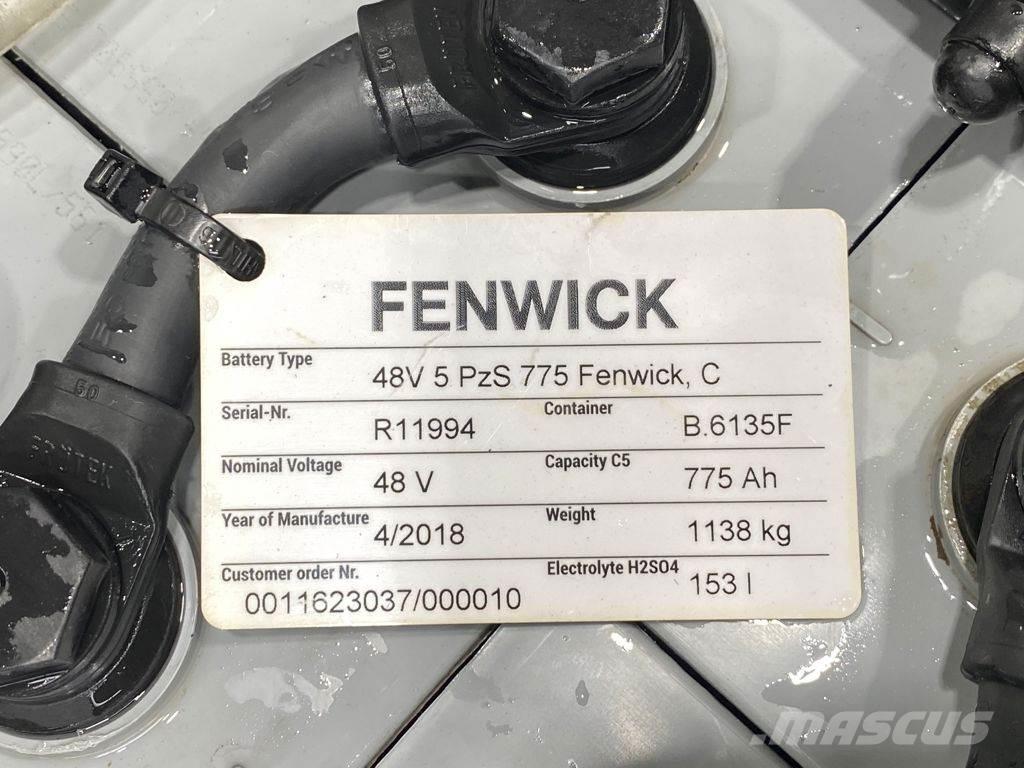 FENWICK
Battery Type 48V 5 PzS 775 Fenwick, C
Serial-Nr. R11994 Container B.6135F
Nominal Voltage 48 V Capacity C5 775 Ah
Year of Manufacture 4/2018 Weight 1138 kg
Customer order Nr. 0011623037/000010 Electrolyte H2SO4 153 l
60
MASCUS